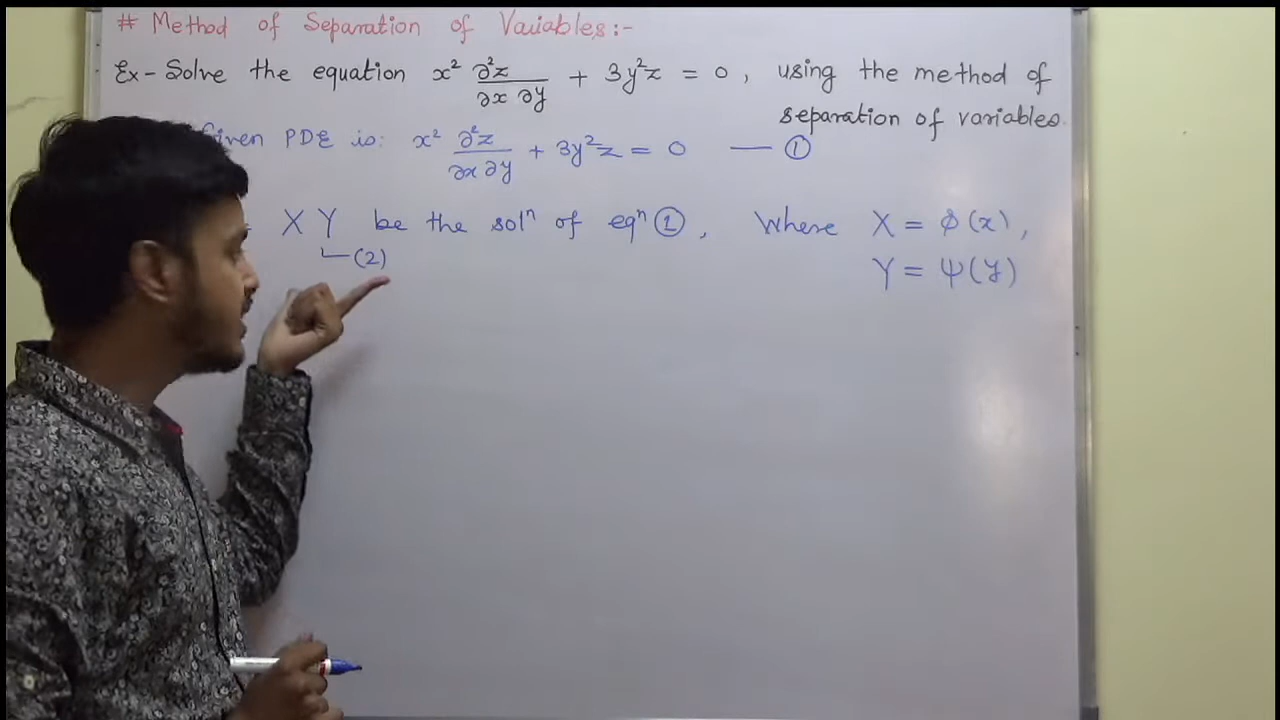 # Method of Separation of Variables:-
Ex- Solve the equation x² ∂²z/∂x ∂y + 3y²z = 0, using the method of
separation of variables.
Given PDE is: x² ∂²z/∂x ∂y + 3y²z = 0 — ①
X Y be the solⁿ of eqⁿ ①, Where X = ϕ(x),
(2) Y = ψ(y)